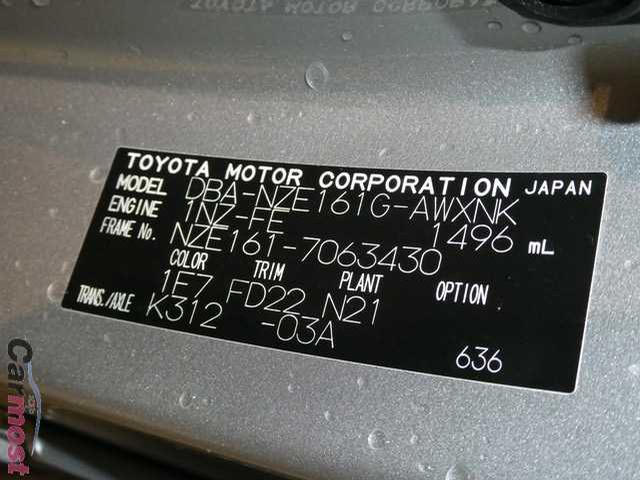 TOYOTA MOTOR CORPORATION JAPAN
MODEL DBA-NZE161G-AWXNK
ENGINE 1NZ-FE 1496 mL
FRAME No. NZE161-7063430
COLOR TRIM PLANT OPTION
1F7 FD22 N21
TRANS./AXLE K312 -03A
636
Carmost